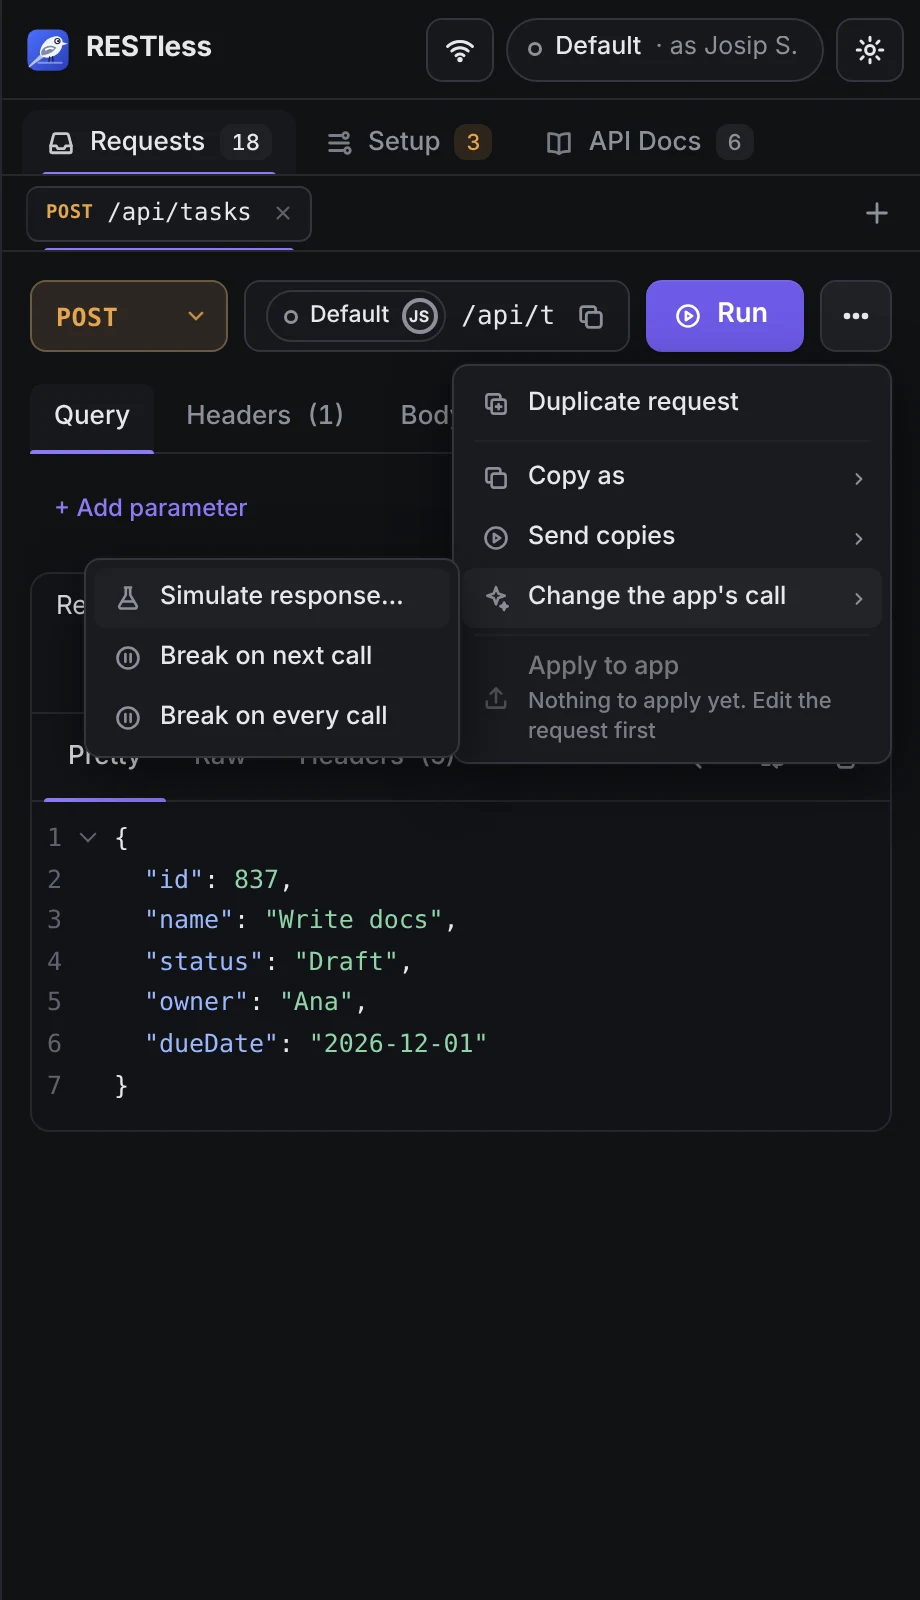 RESTless
Default · as Josip S.
Requests 18
Setup 3
API Docs 6
POST /api/tasks
POST
Default JS /api/t
Run
Query
Headers (1)
Duplicate request
+ Add parameter
Copy as
Send copies
Change the app's call
Simulate response...
Break on next call
Break on every call
Apply to app
Nothing to apply yet. Edit the
request first
Pretty
Raw
Headers
1 {
2 "id": 837,
3 "name": "Write docs",
4 "status": "Draft",
5 "owner": "Ana",
6 "dueDate": "2026-12-01"
7 }